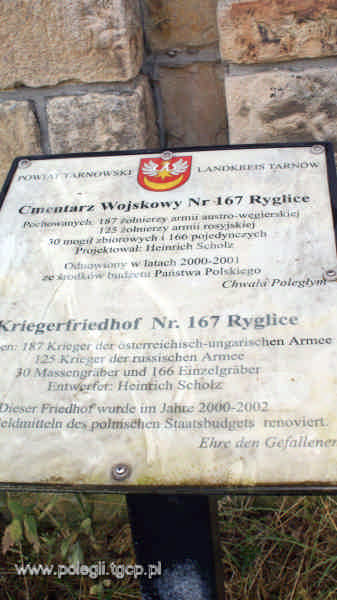 POWIAT TARNOWSKI LANDKREIS TARNÓW
Cmentarz Wojskowy Nr 167 Ryglice
Pochowanych: 187 żołnierzy armii austro-węgierskiej
125 żołnierzy armii rosyjskiej
30 mogił zbiorowych i 166 pojedynczych
Projektował: Heinrich Scholz
Odnowiony w latach 2000-2001
ze środków budżetu Państwa Polskiego
Chwała Poległym
Kriegerfriedhof Nr. 167 Ryglice
en: 187 Krieger der österreichisch-ungarischen Armee
125 Krieger der russischen Armee
30 Massengräber und 166 Einzelgräber
Entwerfer: Heinrich Scholz
Dieser Friedhof wurde im Jahre 2000-2002
eldmitteln des polnischen Staatsbudgets renoviert.
Ehre den Gefallenen
www.polegli.tgcp.pl